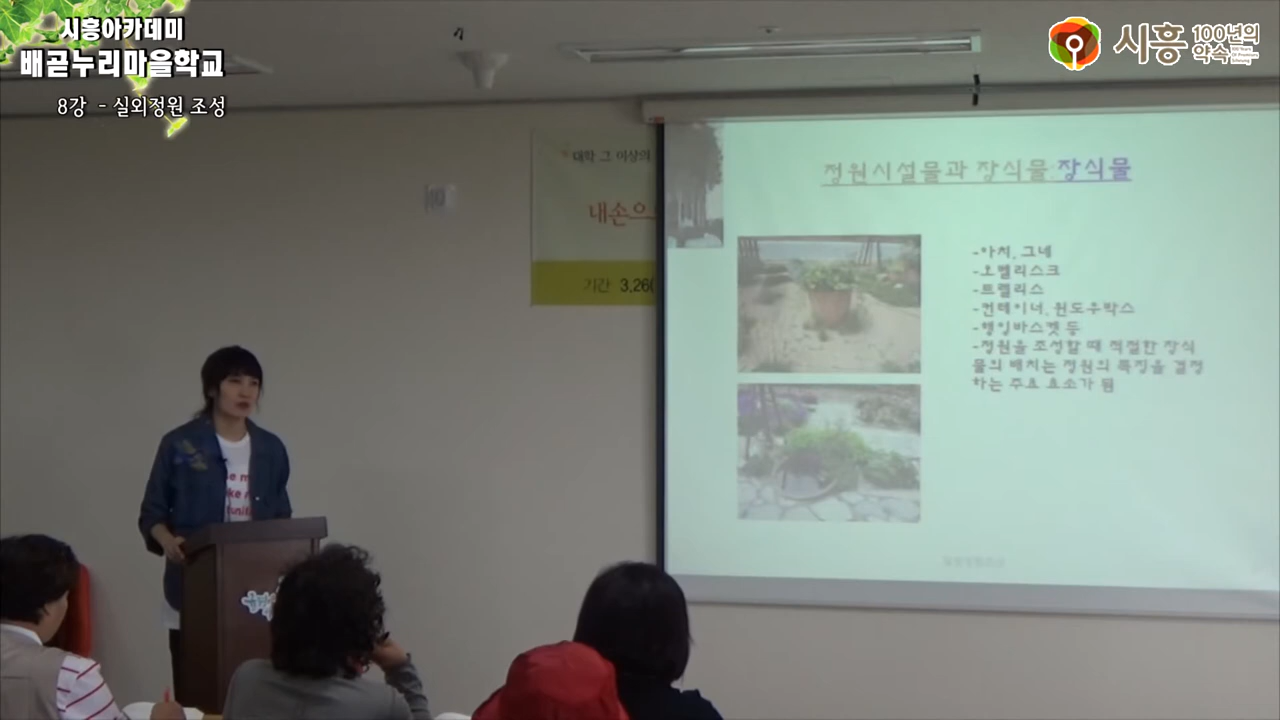 시흥아카데미
배곧누리마을학교
8강 - 실외정원 조성
시흥 100년의
약속
대학 그 이상의
내손으
기간 3,26(
정원시설물과 장식물:장식물
-아치, 그네
-오벨리스크
-트렐리스
-컨테이너, 윈도우박스
-행잉바스켓 등
-정원을 조성할 때 적절한 장식
물의 배치는 정원의 특징을 결정
하는 주요 요소가 됨